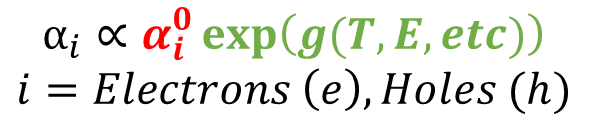 α_i ∝ α_i^0 exp(g(T, E, etc))
i = Electrons (e), Holes (h)